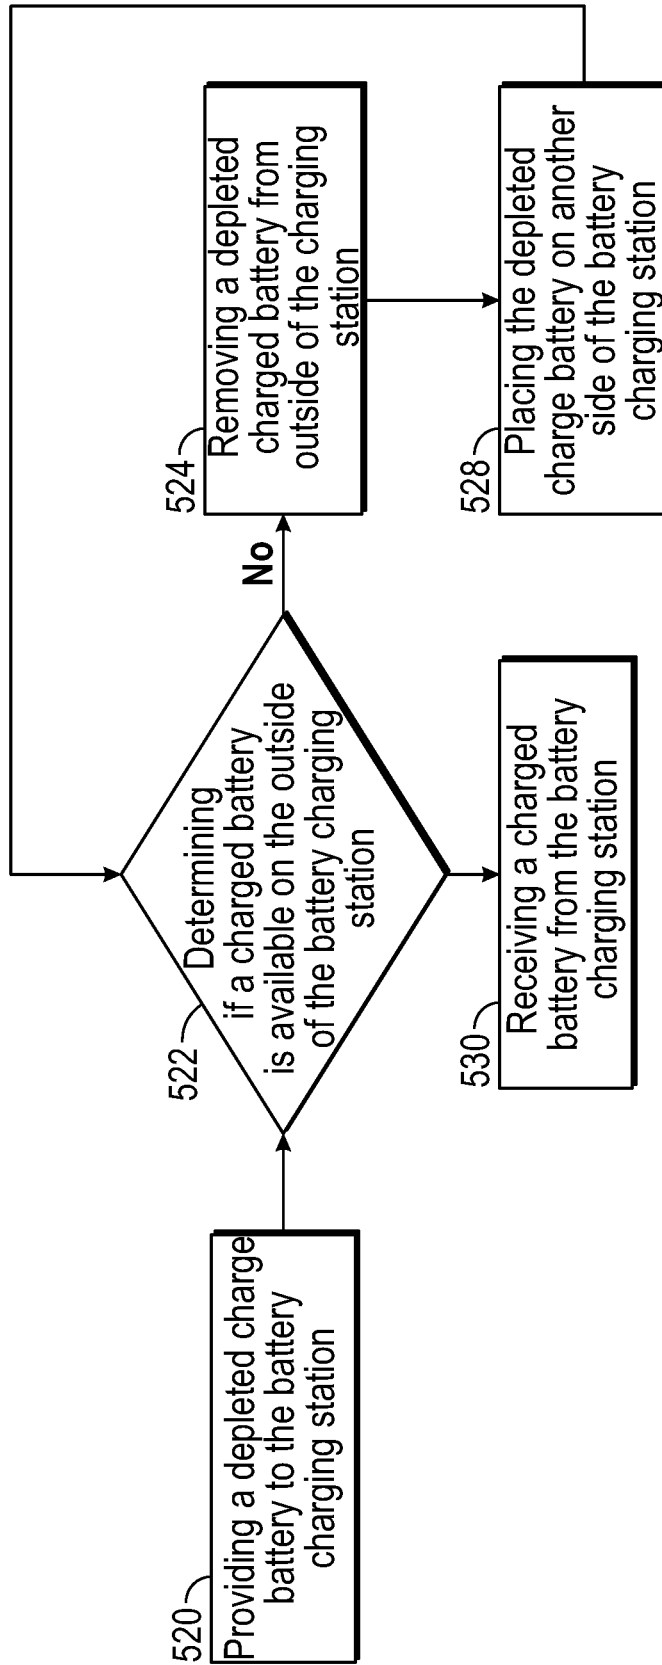 520
Providing a depleted charge
battery to the battery
charging station
522
Determining
if a charged battery
is available on the outside
of the battery charging
station
No
524
Removing a depleted
charged battery from
outside of the charging
station
528
Placing the depleted
charge battery on another
side of the battery
charging station
530
Receiving a charged
battery from the battery
charging station